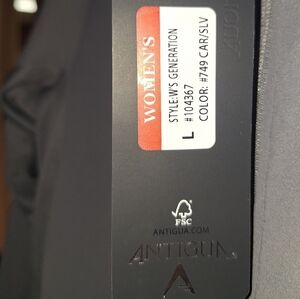 WOMEN'S
STYLE:W'S GENERATION
#104367
L
COLOR: #749 CAR/SLV
FSC
ANTIGUA.COM
ANTIGUA